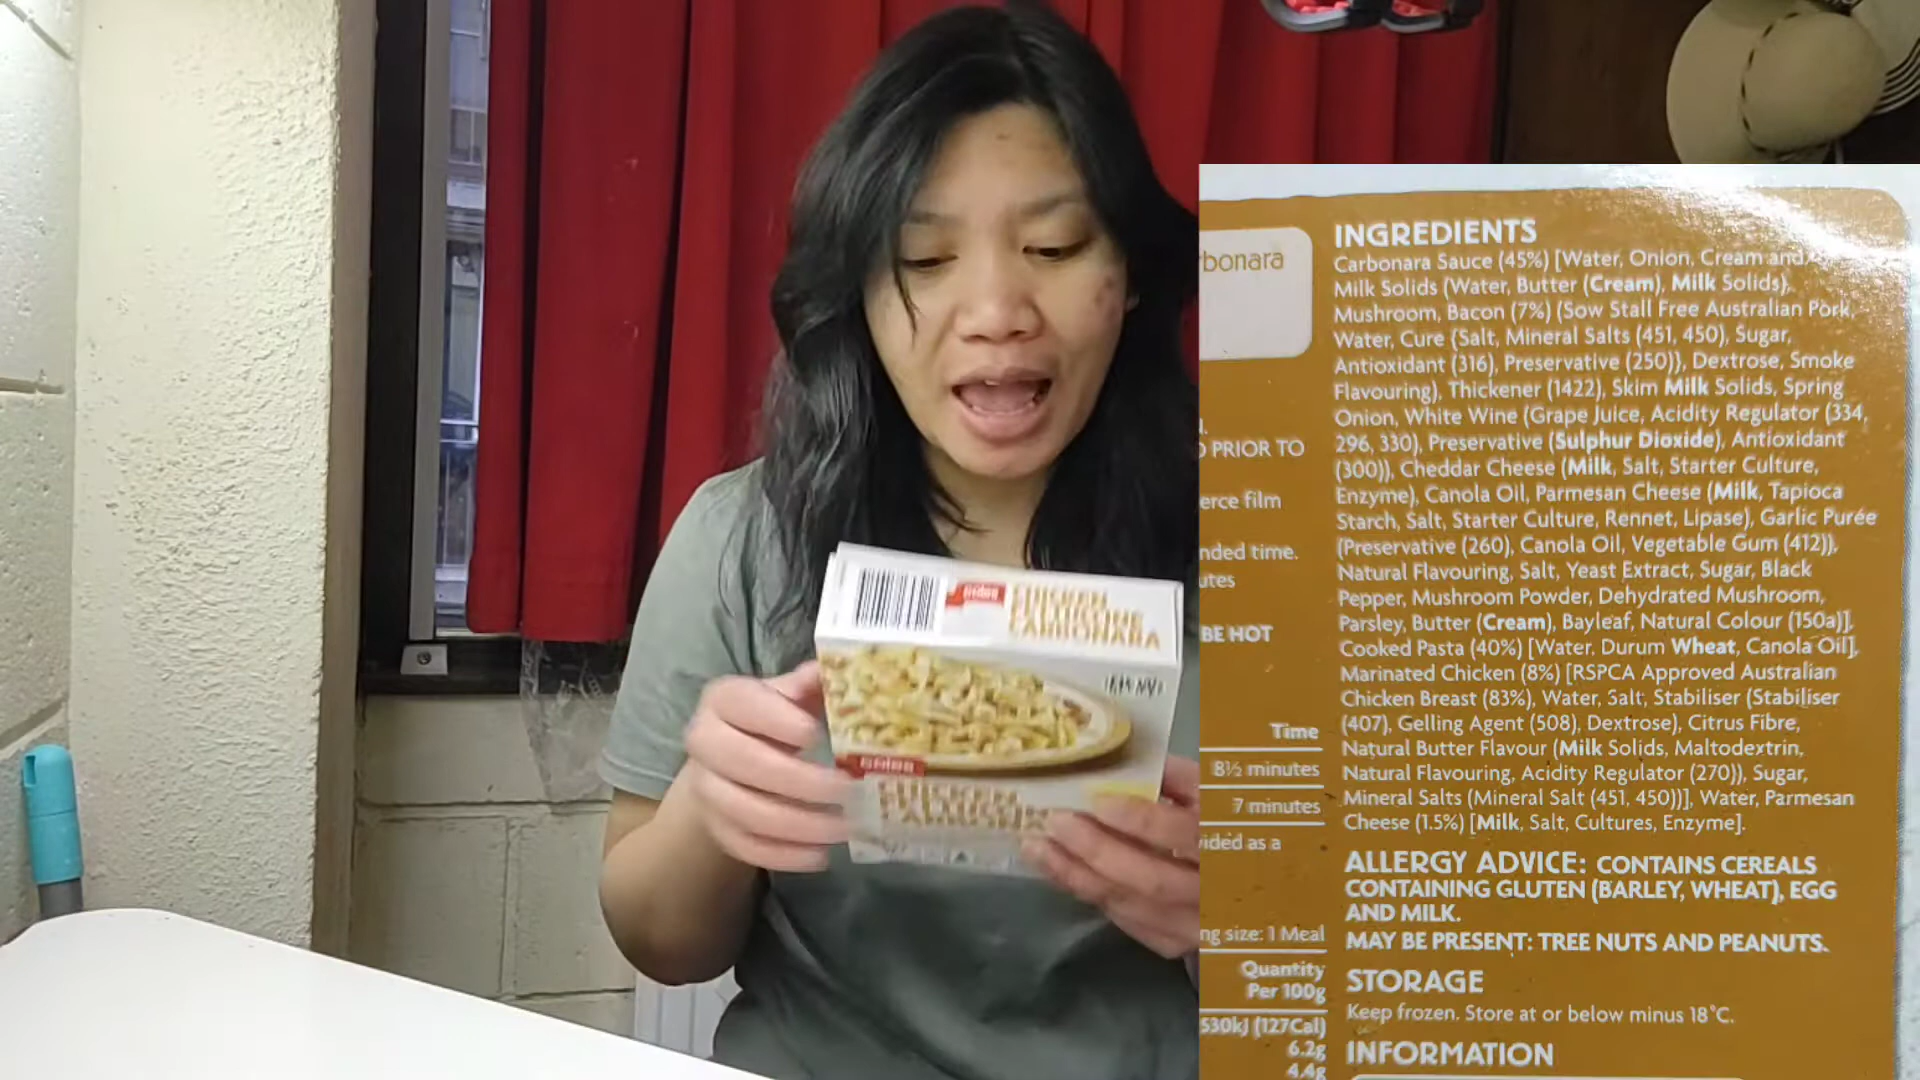 coles
CHICKEN
FETTUCCINE
CARBONARA
coles
rbonara
PRIOR TO
erce film
nded time.
utes
BE HOT
Time
8½ minutes
7 minutes
vided as a
ng size: 1 Meal
Quantity
Per 100g
530kJ (127Cal)
6.2g
4.4g
INGREDIENTS
Carbonara Sauce (45%) [Water, Onion, Cream and
Milk Solids (Water, Butter (Cream), Milk Solids),
Mushroom, Bacon (7%) (Sow Stall Free Australian Pork,
Water, Cure {Salt, Mineral Salts (451, 450), Sugar,
Antioxidant (316), Preservative (250)}, Dextrose, Smoke
Flavouring), Thickener (1422), Skim Milk Solids, Spring
Onion, White Wine (Grape Juice, Acidity Regulator (334,
296, 330), Preservative (Sulphur Dioxide), Antioxidant
(300)), Cheddar Cheese (Milk, Salt, Starter Culture,
Enzyme), Canola Oil, Parmesan Cheese (Milk, Tapioca
Starch, Salt, Starter Culture, Rennet, Lipase), Garlic Purée
(Preservative (260), Canola Oil, Vegetable Gum (412)),
Natural Flavouring, Salt, Yeast Extract, Sugar, Black
Pepper, Mushroom Powder, Dehydrated Mushroom,
Parsley, Butter (Cream), Bayleaf, Natural Colour (150a)],
Cooked Pasta (40%) [Water, Durum Wheat, Canola Oil],
Marinated Chicken (8%) [RSPCA Approved Australian
Chicken Breast (83%), Water, Salt, Stabiliser (Stabiliser
(407), Gelling Agent (508), Dextrose), Citrus Fibre,
Natural Butter Flavour (Milk Solids, Maltodextrin,
Natural Flavouring, Acidity Regulator (270)), Sugar,
Mineral Salts (Mineral Salt (451, 450))], Water, Parmesan
Cheese (1.5%) [Milk, Salt, Cultures, Enzyme].
ALLERGY ADVICE: CONTAINS CEREALS
CONTAINING GLUTEN (BARLEY, WHEAT), EGG
AND MILK.
MAY BE PRESENT: TREE NUTS AND PEANUTS.
STORAGE
Keep frozen. Store at or below minus 18°C.
INFORMATION